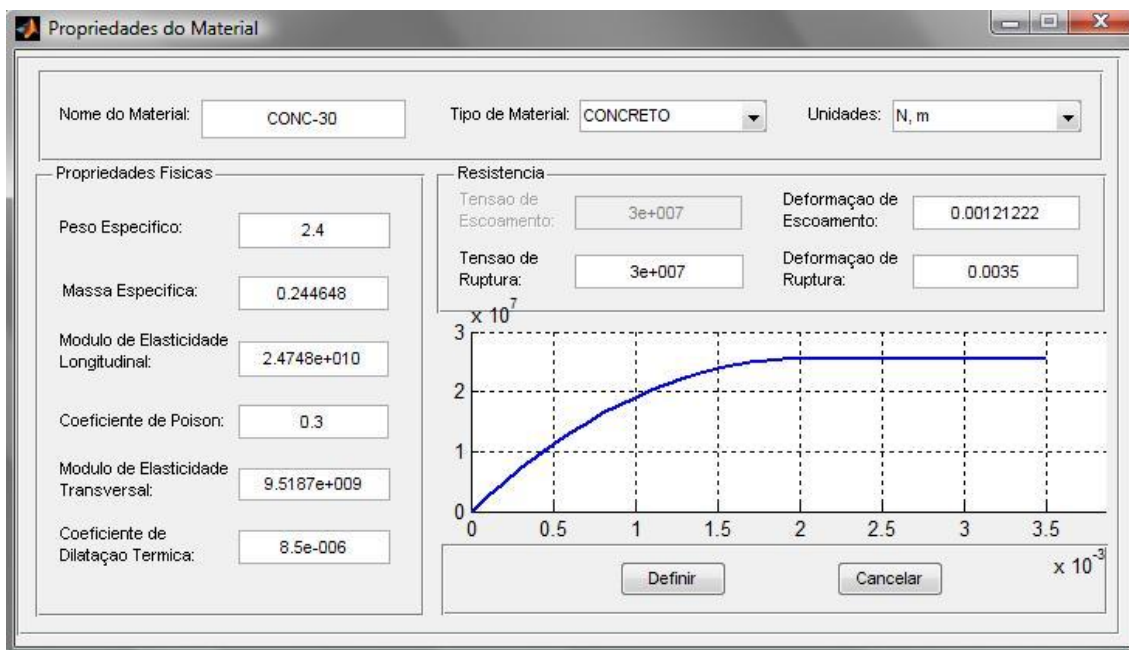 Propriedades do Material
Nome do Material: CONC-30 Tipo de Material: CONCRETO Unidades: N, m
Propriedades Fisicas
Peso Especifico: 2.4
Massa Especifica: 0.244648
Modulo de Elasticidade
Longitudinal: 2.4748e+010
Coeficiente de Poison: 0.3
Modulo de Elasticidade
Transversal: 9.5187e+009
Coeficiente de
Dilataçao Termica: 8.5e-006
Resistencia
Tensao de
Escoamento: 3e+007
Deformaçao de
Escoamento: 0.00121222
Tensao de
Ruptura: 3e+007
Deformaçao de
Ruptura: 0.0035
x 10^7
3
2
1
0
0 0.5 1 1.5 2 2.5 3 3.5
x 10^-3
Definir Cancelar